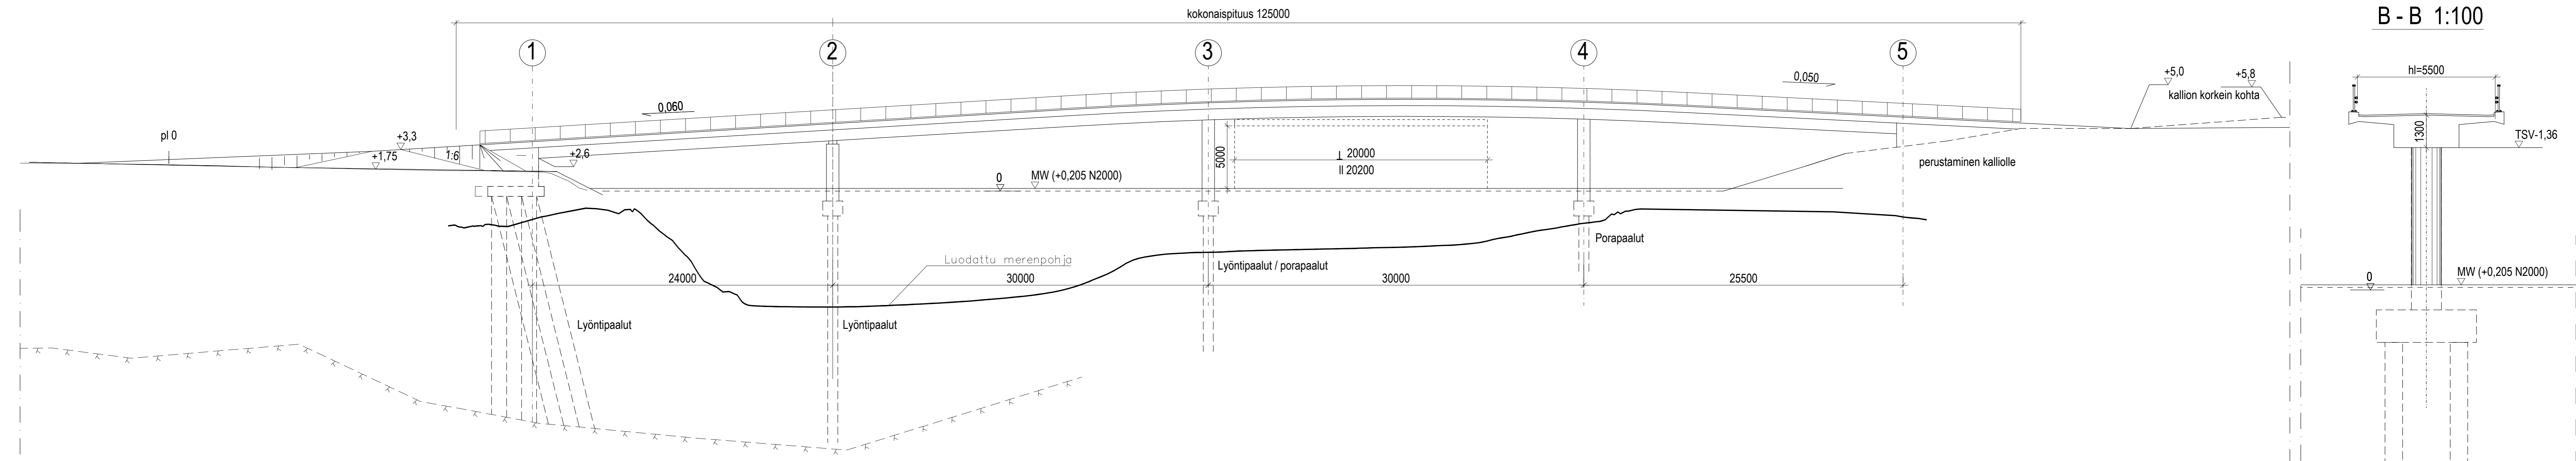 kokonaispituus 125000
B - B 1:100
1
2
3
4
5
+5,0
+5,8
kallion korkein kohta
hl=5500
0,060
0,050
pl 0
+3,3
+1,75
1:6
+2,6
5000
⊥ 20000
II 20200
1300
TSV-1,36
perustaminen kalliolle
0
MW (+0,205 N2000)
Porapaalut
Luodattu merenpohja
Lyöntipaalut / porapaalut
24000
30000
30000
25500
0
MW (+0,205 N2000)
Lyöntipaalut
Lyöntipaalut